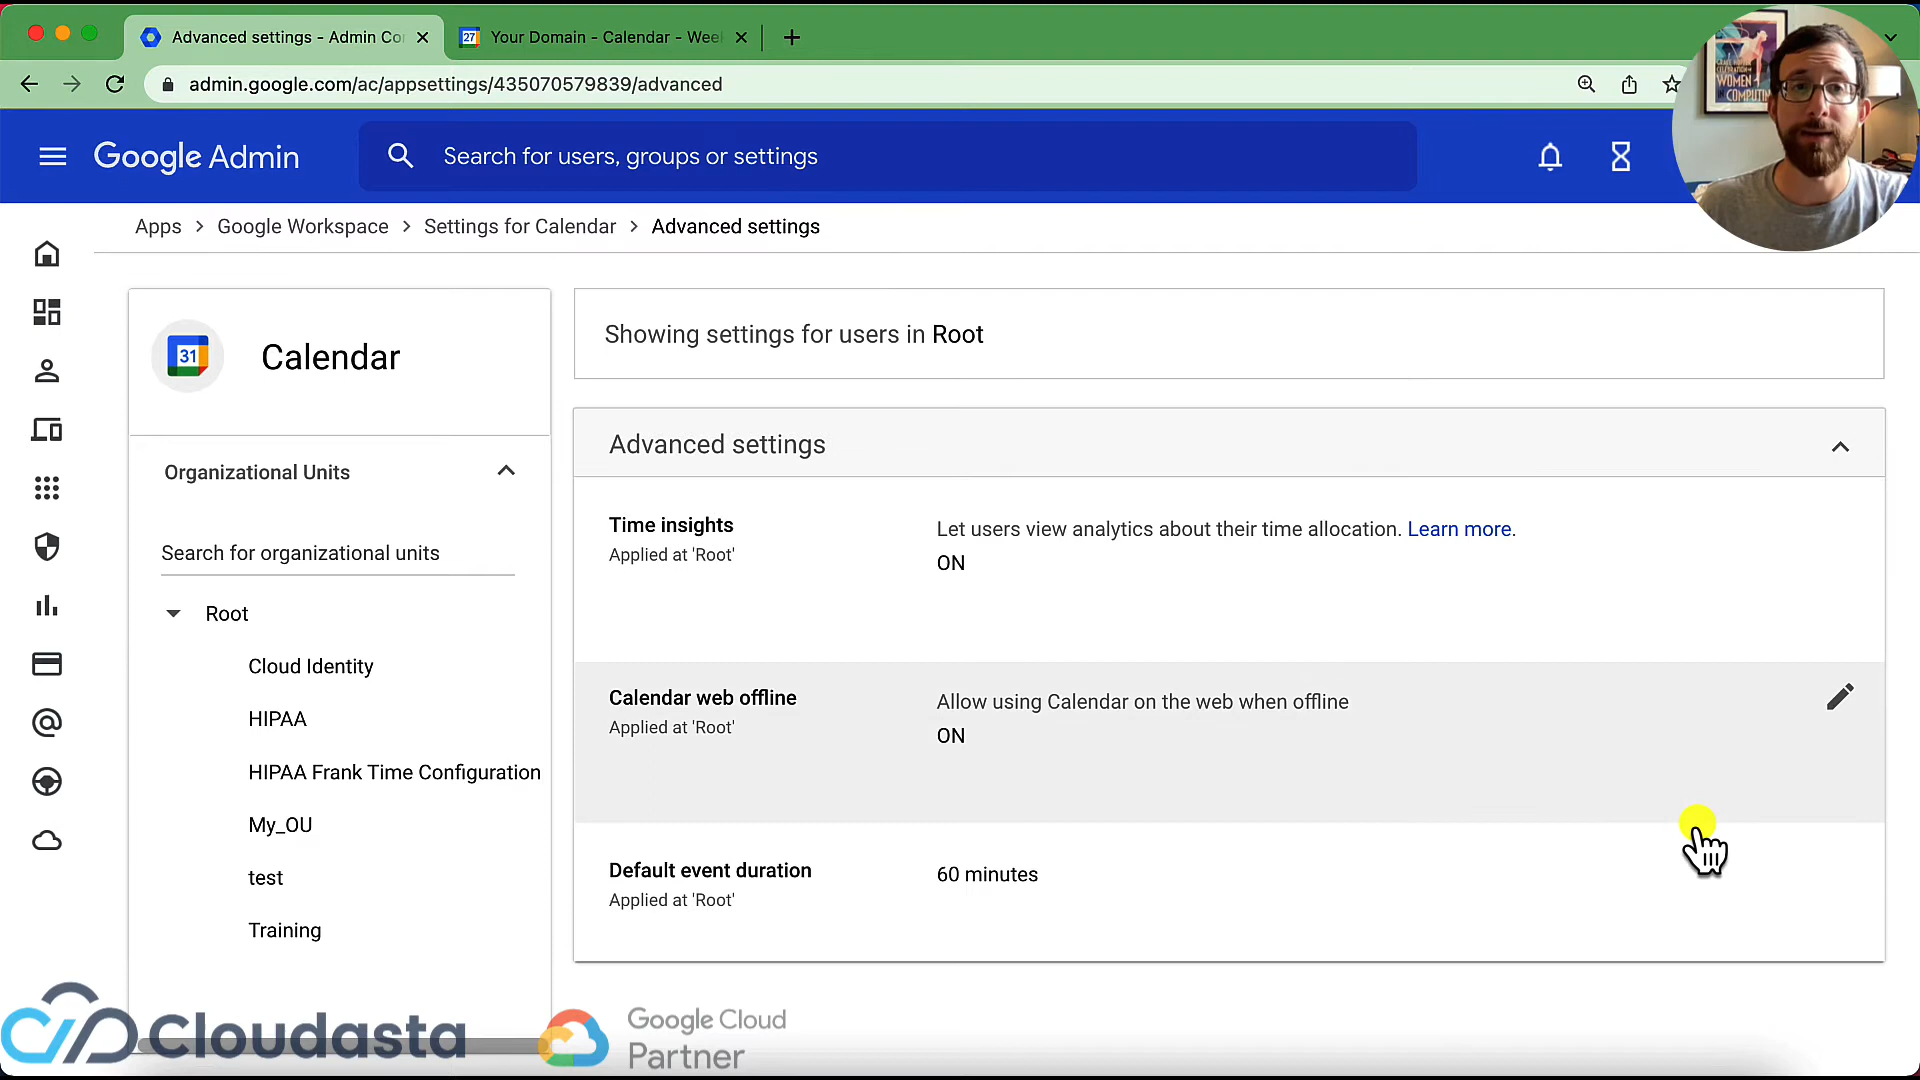 Advanced settings - Admin Co
27
Your Domain - Calendar - Wee
admin.google.com/ac/appsettings/435070579839/advanced
Google Admin
Search for users, groups or settings
WOMEN
COMPUTING
Apps > Google Workspace > Settings for Calendar > Advanced settings
31
Calendar
Showing settings for users in Root
Organizational Units
Search for organizational units
Root
Cloud Identity
HIPAA
HIPAA Frank Time Configuration
My_OU
test
Training
Advanced settings
Time insights
Applied at 'Root'
Let users view analytics about their time allocation. Learn more.
ON
Calendar web offline
Applied at 'Root'
Allow using Calendar on the web when offline
ON
Default event duration
Applied at 'Root'
60 minutes
Cloudasta
Google Cloud
Partner